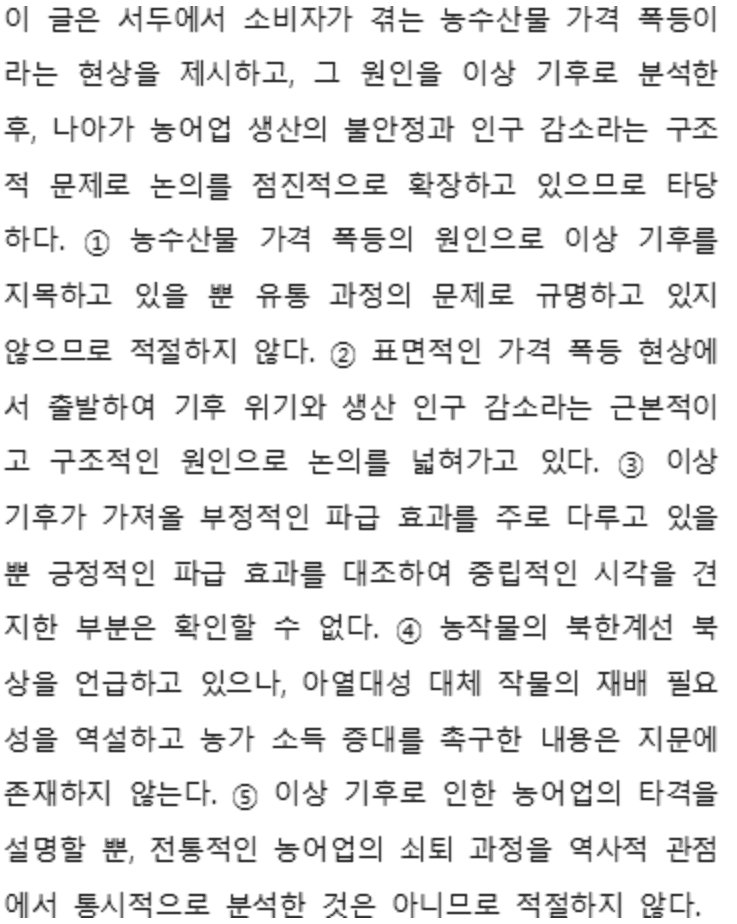 이 글은 서두에서 소비자가 겪는 농수산물 가격 폭등이
라는 현상을 제시하고, 그 원인을 이상 기후로 분석한
후, 나아가 농어업 생산의 불안정과 인구 감소라는 구조
적 문제로 논의를 점진적으로 확장하고 있으므로 타당
하다. ① 농수산물 가격 폭등의 원인으로 이상 기후를
지목하고 있을 뿐 유통 과정의 문제로 규명하고 있지
않으므로 적절하지 않다. ② 표면적인 가격 폭등 현상에
서 출발하여 기후 위기와 생산 인구 감소라는 근본적이
고 구조적인 원인으로 논의를 넓혀가고 있다. ③ 이상
기후가 가져올 부정적인 파급 효과를 주로 다루고 있을
뿐 긍정적인 파급 효과를 대조하여 중립적인 시각을 견
지한 부분은 확인할 수 없다. ④ 농작물의 북한계선 북
상을 언급하고 있으나, 아열대성 대체 작물의 재배 필요
성을 역설하고 농가 소득 증대를 촉구한 내용은 지문에
존재하지 않는다. ⑤ 이상 기후로 인한 농어업의 타격을
설명할 뿐, 전통적인 농어업의 쇠퇴 과정을 역사적 관점
에서 통시적으로 분석한 것은 아니므로 적절하지 않다.